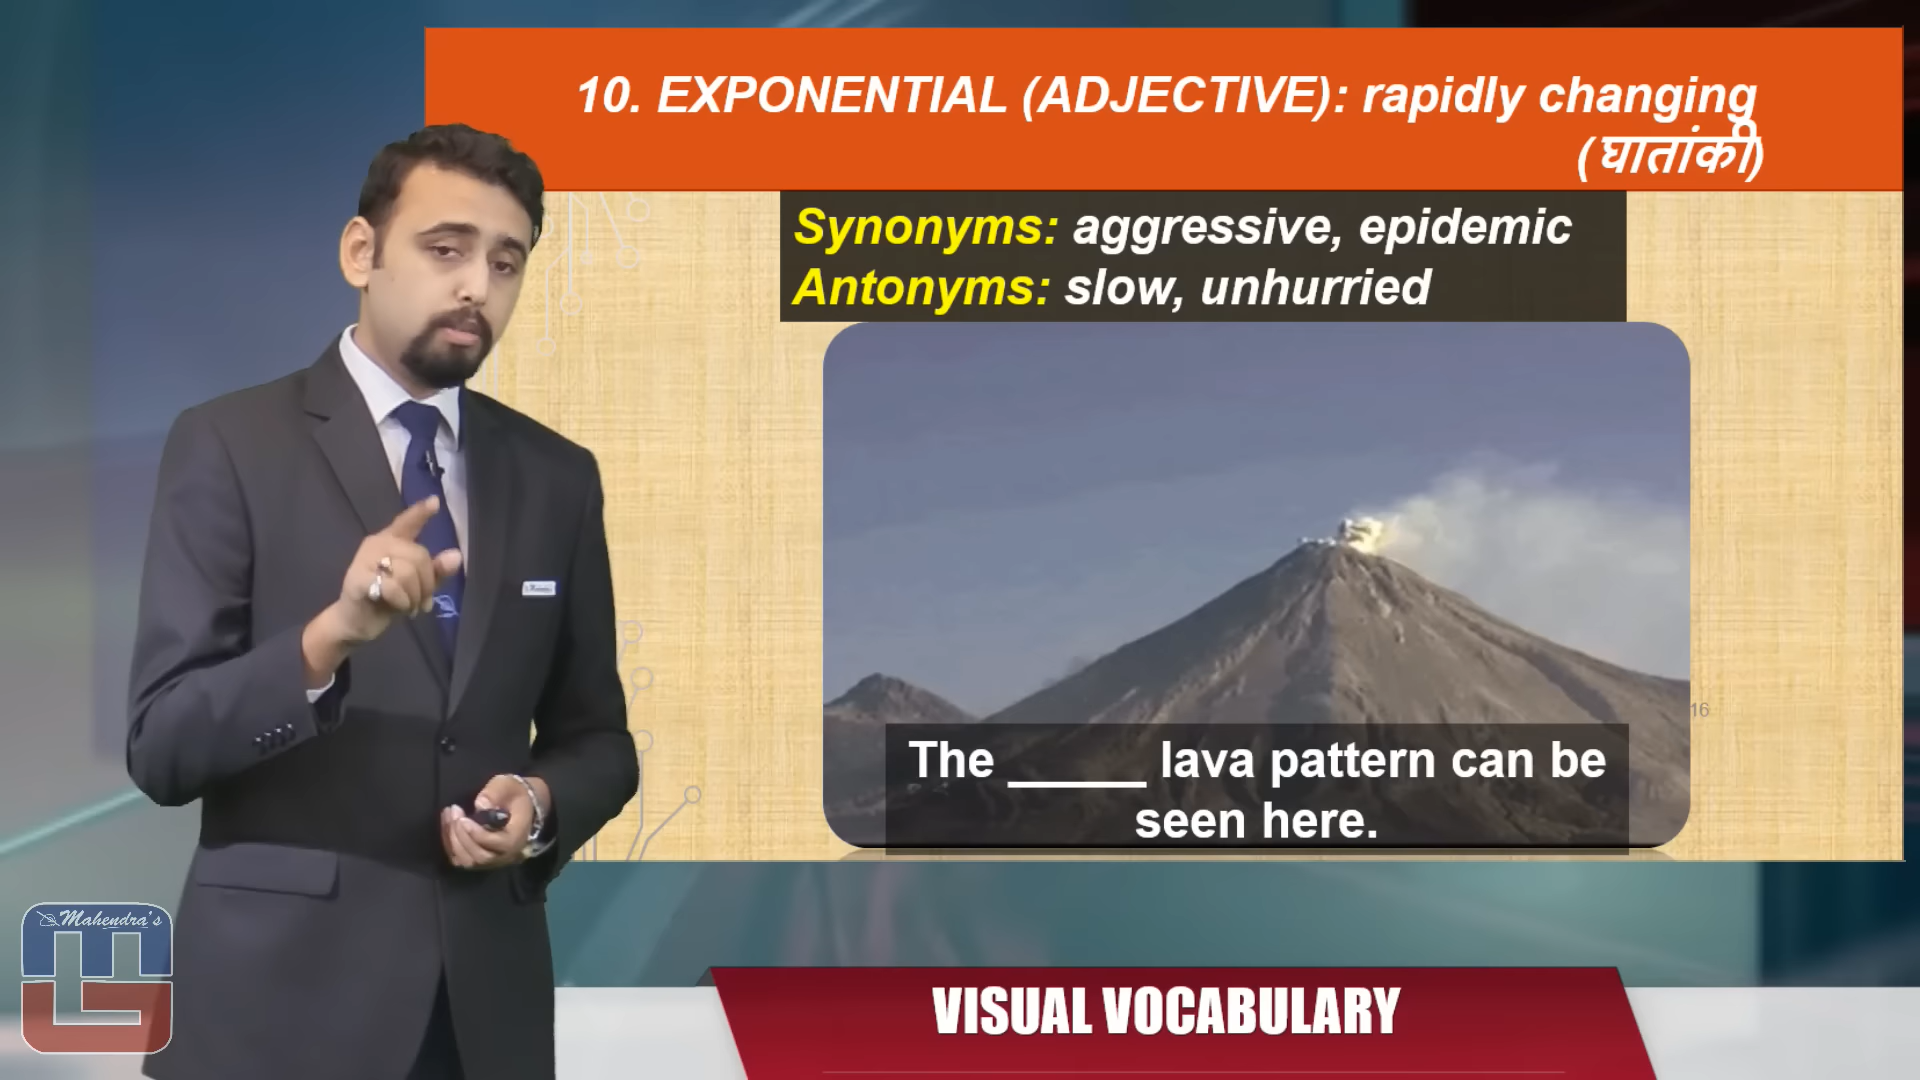 10. EXPONENTIAL (ADJECTIVE): rapidly changing
(घातांकी)
Synonyms: aggressive, epidemic
Antonyms: slow, unhurried
16
The _____ lava pattern can be
seen here.
Mahendra's
VISUAL VOCABULARY